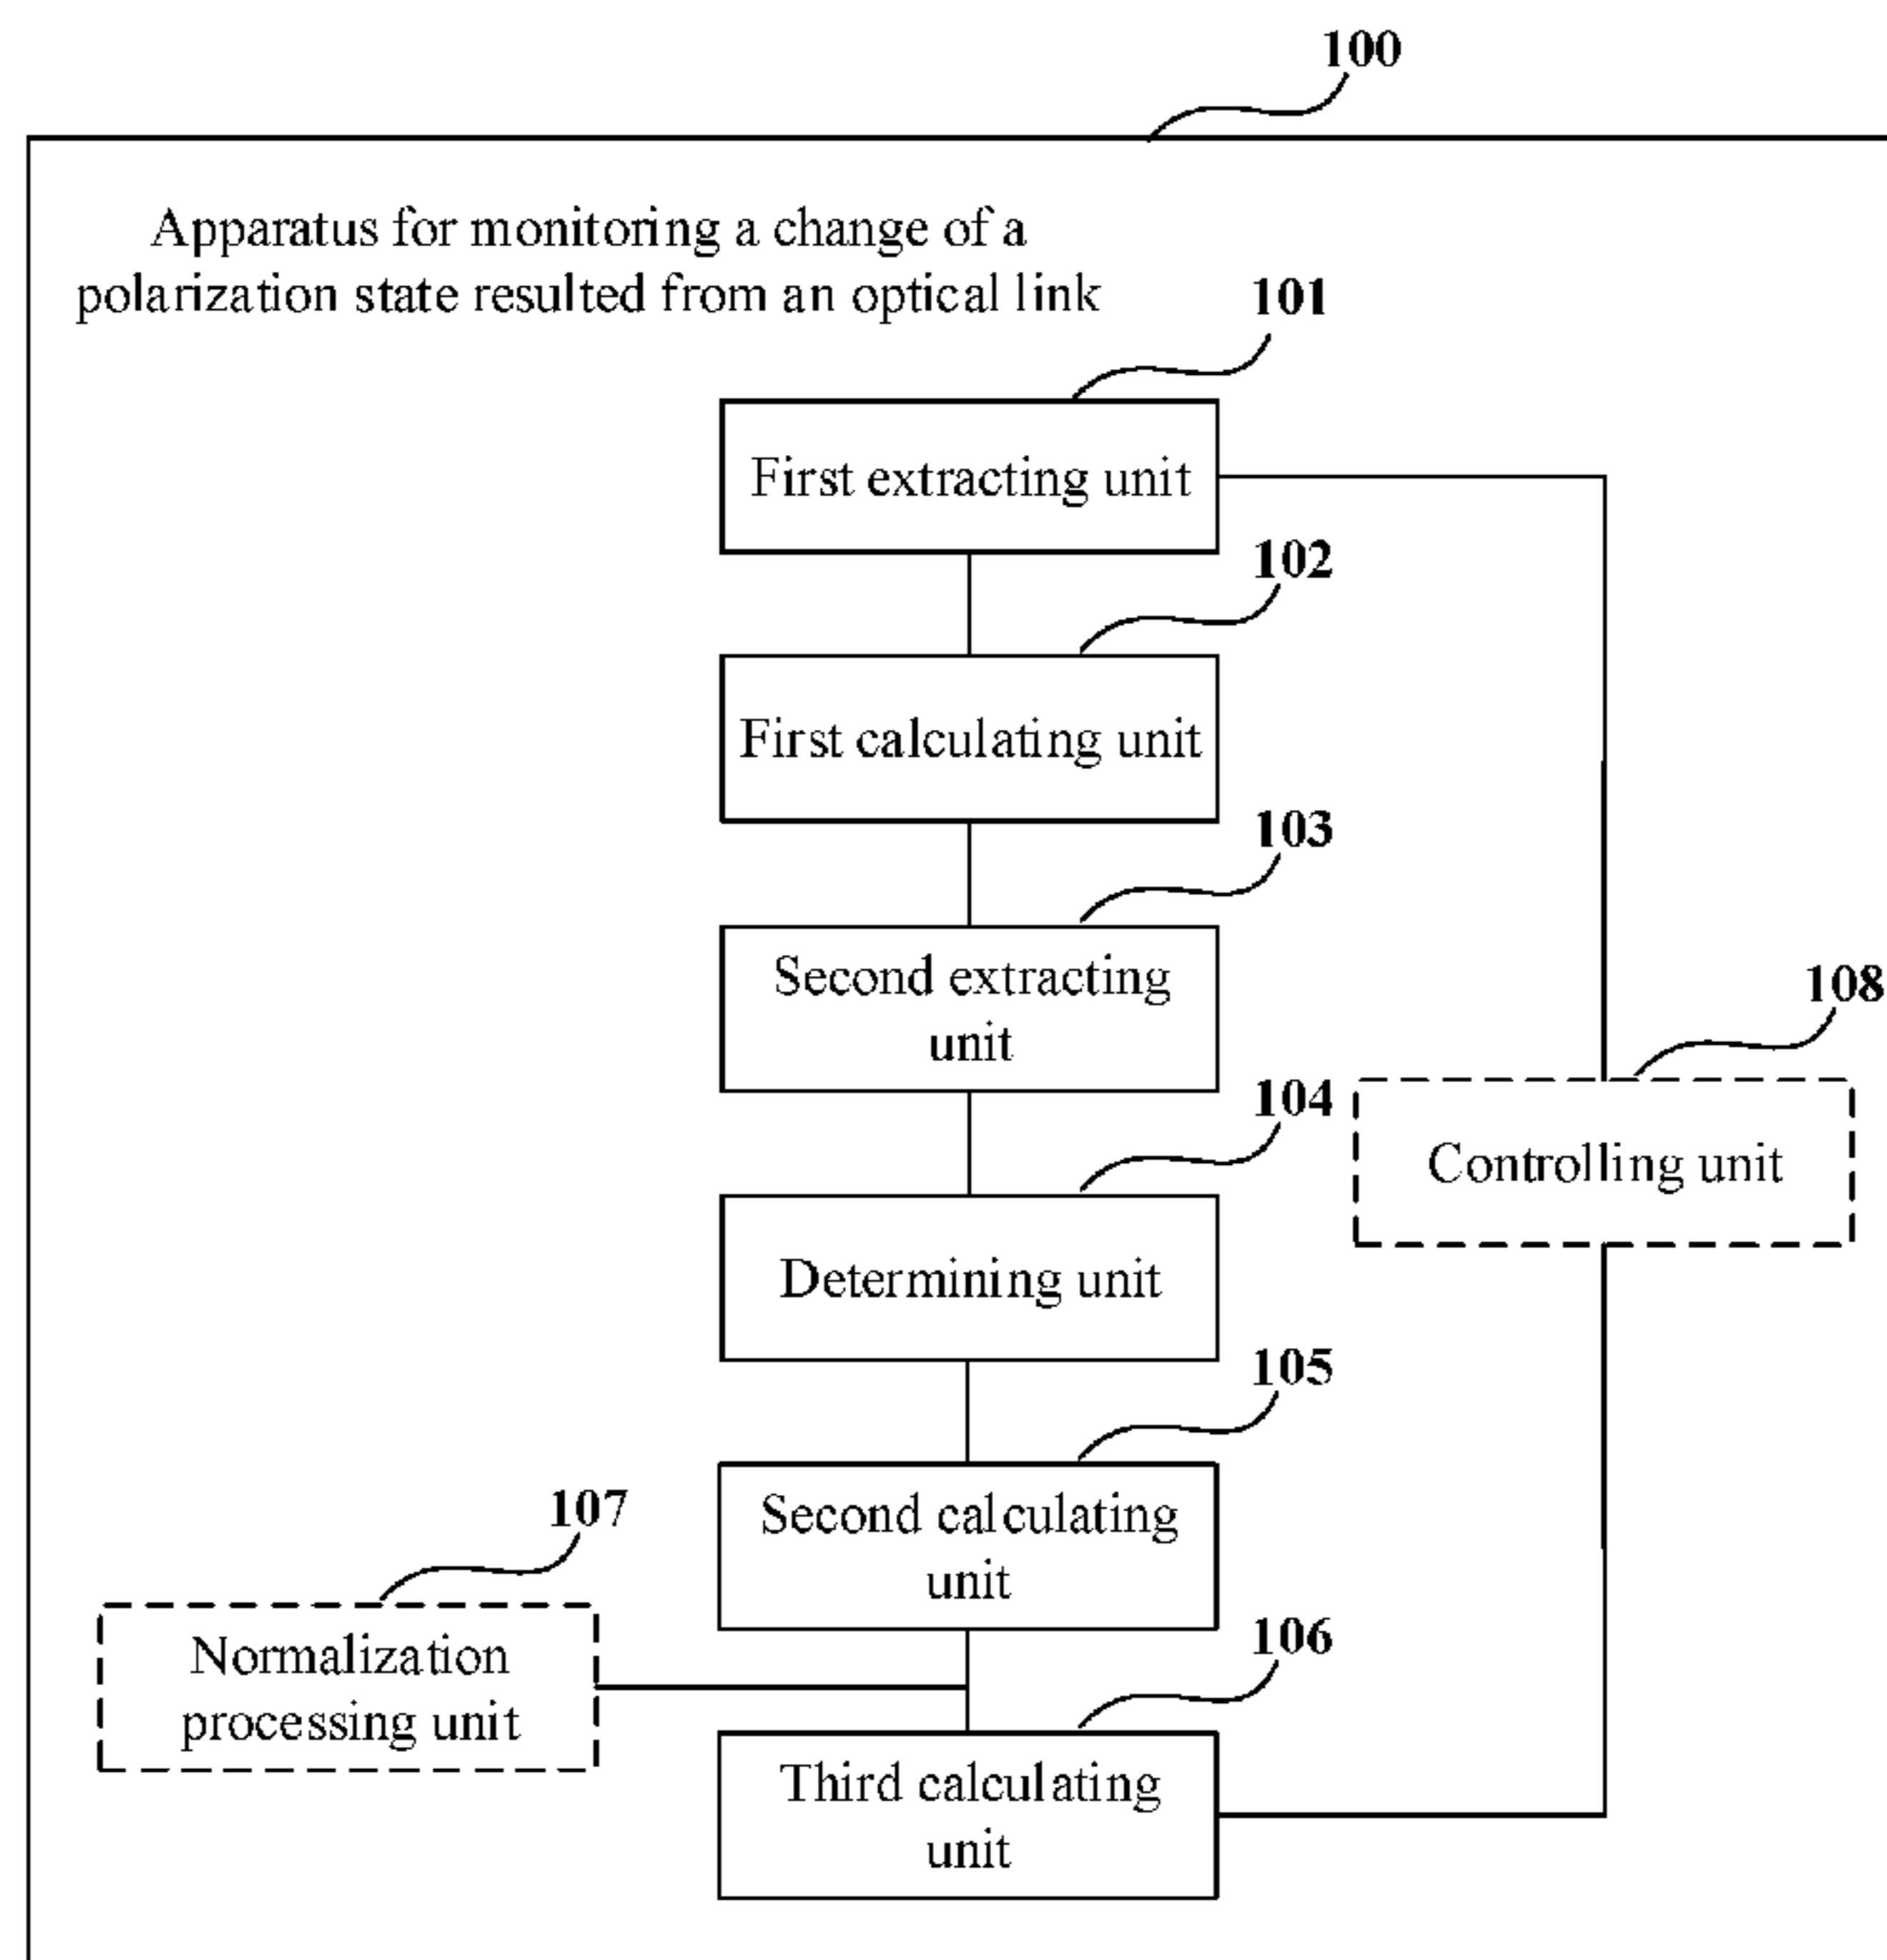 100
Apparatus for monitoring a change of a
polarization state resulted from an optical link
101
First extracting unit
102
First calculating unit
103
Second extracting
unit
108
104
Controlling unit
Determining unit
105
Second calculating
unit
107
Normalization
processing unit
106
Third calculating
unit